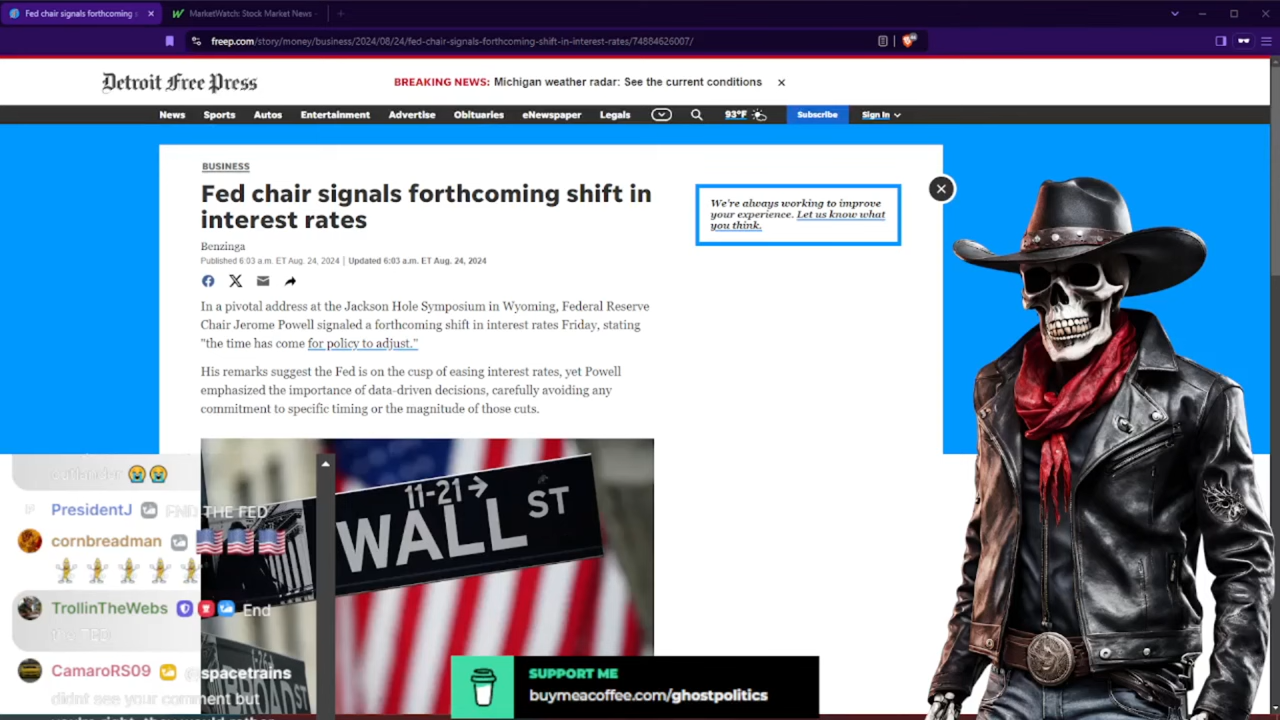 Fed chair signals forthcoming s
MarketWatch: Stock Market News -
freep.com/story/money/business/2024/08/24/fed-chair-signals-forthcoming-shift-in-interest-rates/74884626007/
Detroit Free Press
BREAKING NEWS: Michigan weather radar: See the current conditions
News Sports Autos Entertainment Advertise Obituaries eNewspaper Legals 93°F Subscribe Sign In
BUSINESS
Fed chair signals forthcoming shift in
interest rates
Benzinga
Published 6:03 a.m. ET Aug. 24, 2024 | Updated 6:03 a.m. ET Aug. 24, 2024
We're always working to improve
your experience. Let us know what
you think.
In a pivotal address at the Jackson Hole Symposium in Wyoming, Federal Reserve
Chair Jerome Powell signaled a forthcoming shift in interest rates Friday, stating
"the time has come for policy to adjust."
His remarks suggest the Fed is on the cusp of easing interest rates, yet Powell
emphasized the importance of data-driven decisions, carefully avoiding any
commitment to specific timing or the magnitude of those cuts.
11-21
WALL ST
outlander 😭😭
PresidentJ END THE FED
cornbreadman 🇺🇸🇺🇸🇺🇸
TrollinTheWebs End
the FED
CamaroRS09 @spacetrains
didnt see your comment but
you're right, they would rather
SUPPORT ME
buymeacoffee.com/ghostpolitics